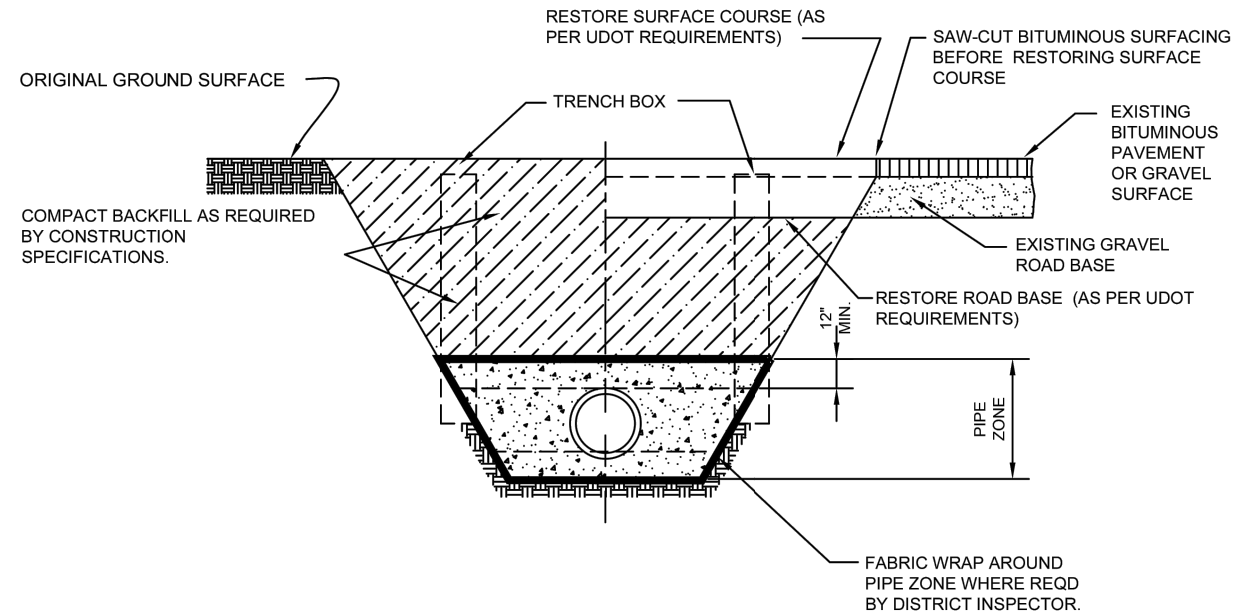 RESTORE SURFACE COURSE (AS
PER UDOT REQUIREMENTS)
SAW-CUT BITUMINOUS SURFACING
BEFORE RESTORING SURFACE
COURSE
ORIGINAL GROUND SURFACE
TRENCH BOX
EXISTING
BITUMINOUS
PAVEMENT
OR GRAVEL
SURFACE
COMPACT BACKFILL AS REQUIRED
BY CONSTRUCTION
SPECIFICATIONS.
EXISTING GRAVEL
ROAD BASE
RESTORE ROAD BASE (AS PER UDOT
REQUIREMENTS)
12"
MIN.
PIPE
ZONE
FABRIC WRAP AROUND
PIPE ZONE WHERE REQD
BY DISTRICT INSPECTOR.